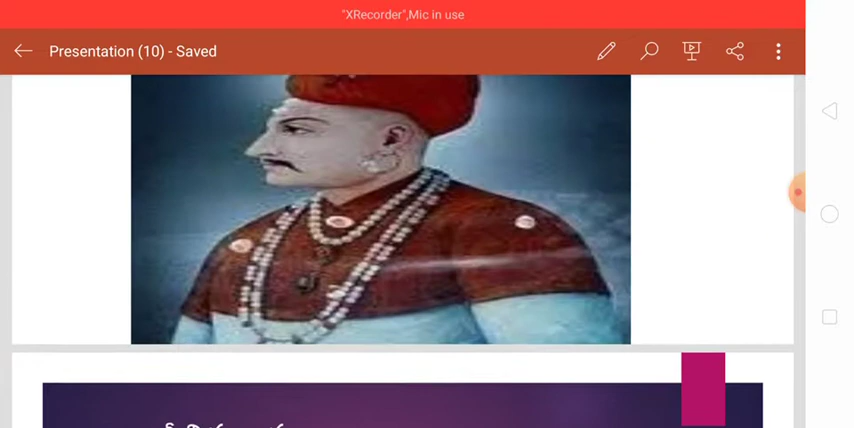 "XRecorder",Mic in use
Presentation (10) - Saved